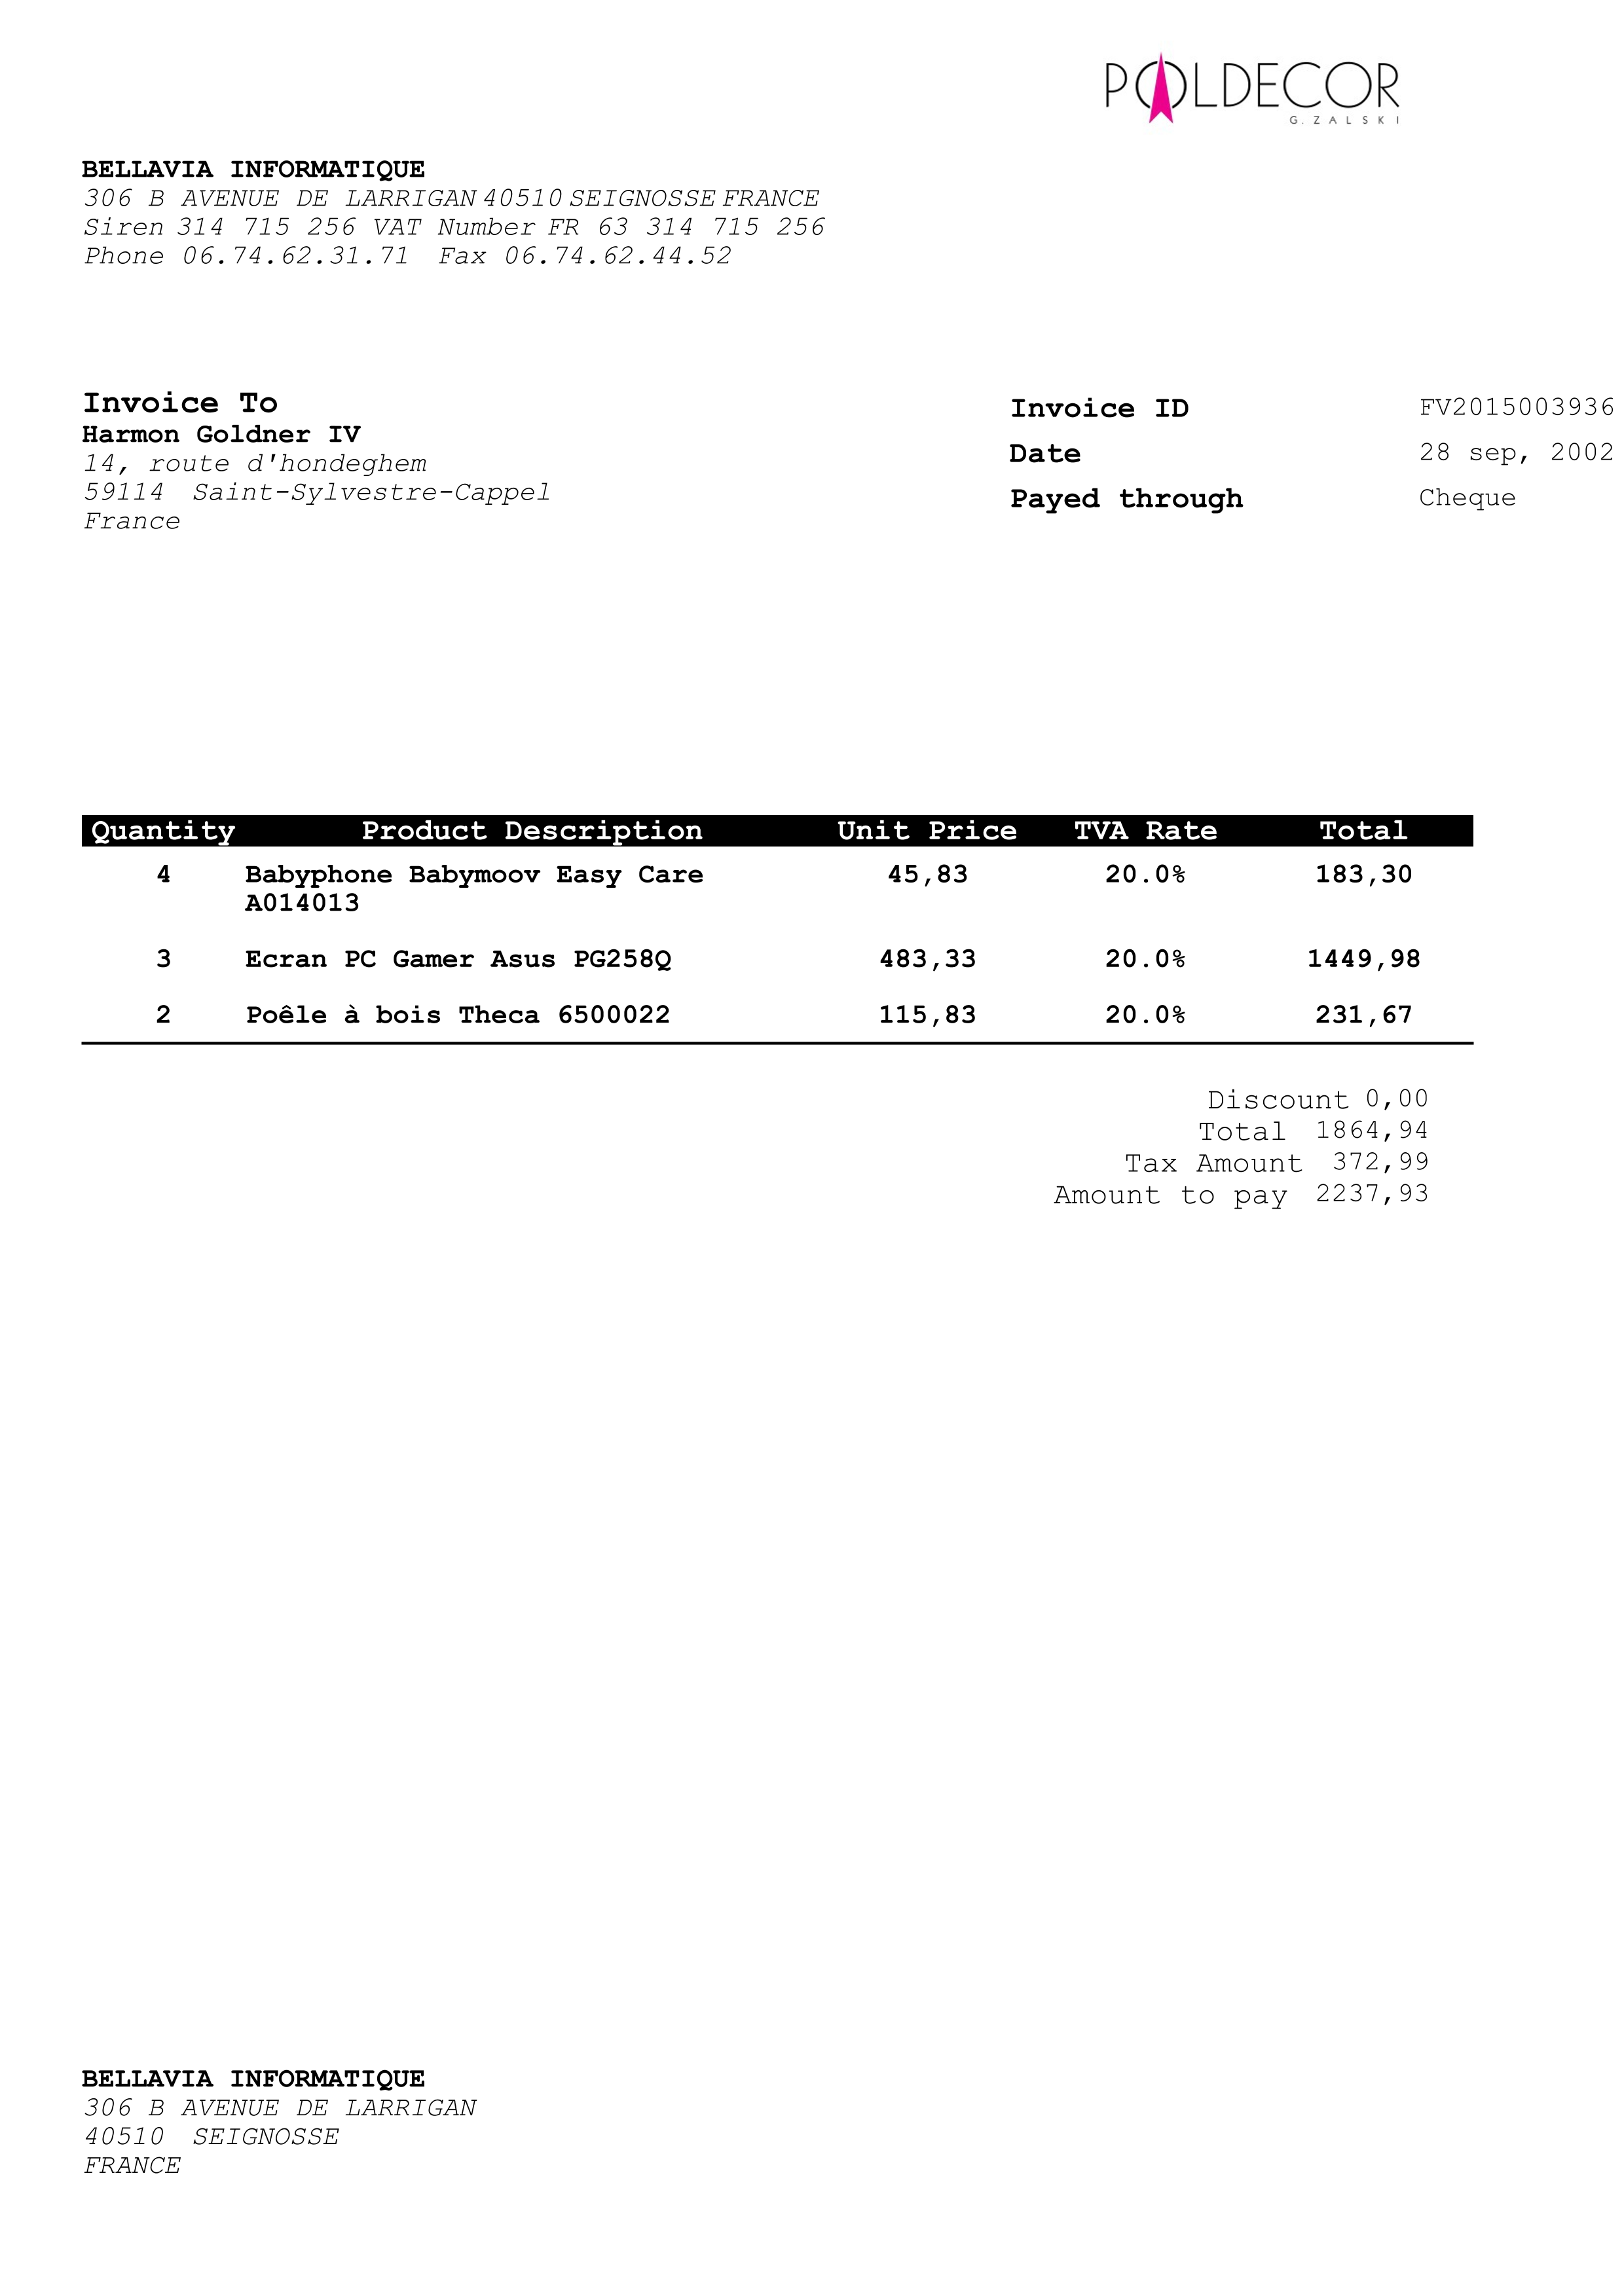 POLDECOR
G. ZALSKI
BELLAVIA INFORMATIQUE
306 B AVENUE DE LARRIGAN 40510 SEIGNOSSE FRANCE
Siren 314 715 256 VAT Number FR 63 314 715 256
Phone 06.74.62.31.71 Fax 06.74.62.44.52
Invoice To
Harmon Goldner IV
14, route d'hondeghem
59114 Saint-Sylvestre-Cappel
France
Invoice ID FV2015003936
Date 28 sep, 2002
Payed through Cheque
Quantity Product Description Unit Price TVA Rate Total
4 Babyphone Babymoov Easy Care 45,83 20.0% 183,30
A014013
3 Ecran PC Gamer Asus PG258Q 483,33 20.0% 1449,98
2 Poêle à bois Theca 6500022 115,83 20.0% 231,67
Discount 0,00
Total 1864,94
Tax Amount 372,99
Amount to pay 2237,93
BELLAVIA INFORMATIQUE
306 B AVENUE DE LARRIGAN
40510 SEIGNOSSE
FRANCE